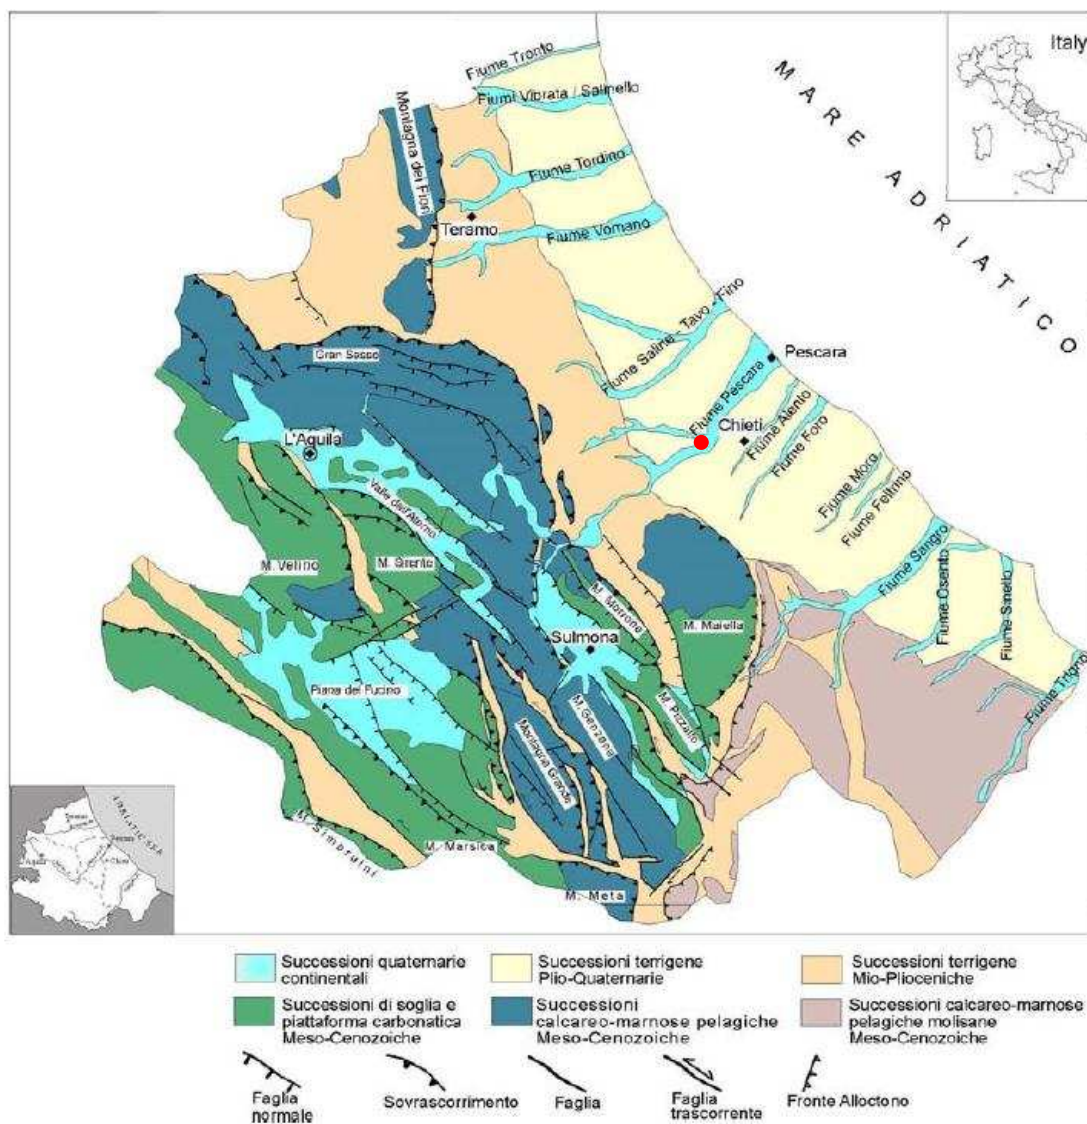 Italy
MARE ADRIATICO
Fiume Tronto
Fiumi Vibrata / Salinello
Montagna dei Fiori
Fiume Tordino
Teramo
Fiume Vomano
Fiume Saline - Tavo - Fino
Gran Sasso
Pescara
Fiume Pescara
Chieti
Fiume Alento
Fiume Foro
L'Aquila
Fiume Moro
Fiume Feltrino
Valle dell'Aterno
Fiume Sangro
M. Velino
M. Sirente
M. Morrone
M. Maiella
Fiume Osento
Fiume Sinello
Sulmona
Fiume Trigno
Piana del Fucino
M. Genzana
M. Pizzalto
Montagna Grande
M. Simbruini
M. Marsica
M. Meta
ADRIATIC SEA
Successioni quaternarie
continentali
Successioni terrigene
Plio-Quaternarie
Successioni terrigene
Mio-Plioceniche
Successioni di soglia e
piattaforma carbonatica
Meso-Cenozoiche
Successioni
calcareo-marnose pelagiche
Meso-Cenozoiche
Successioni calcareo-marnose
pelagiche molisane
Meso-Cenozoiche
Faglia
normale
Sovrascorrimento
Faglia
Faglia
trascorrente
Fronte Alloctono